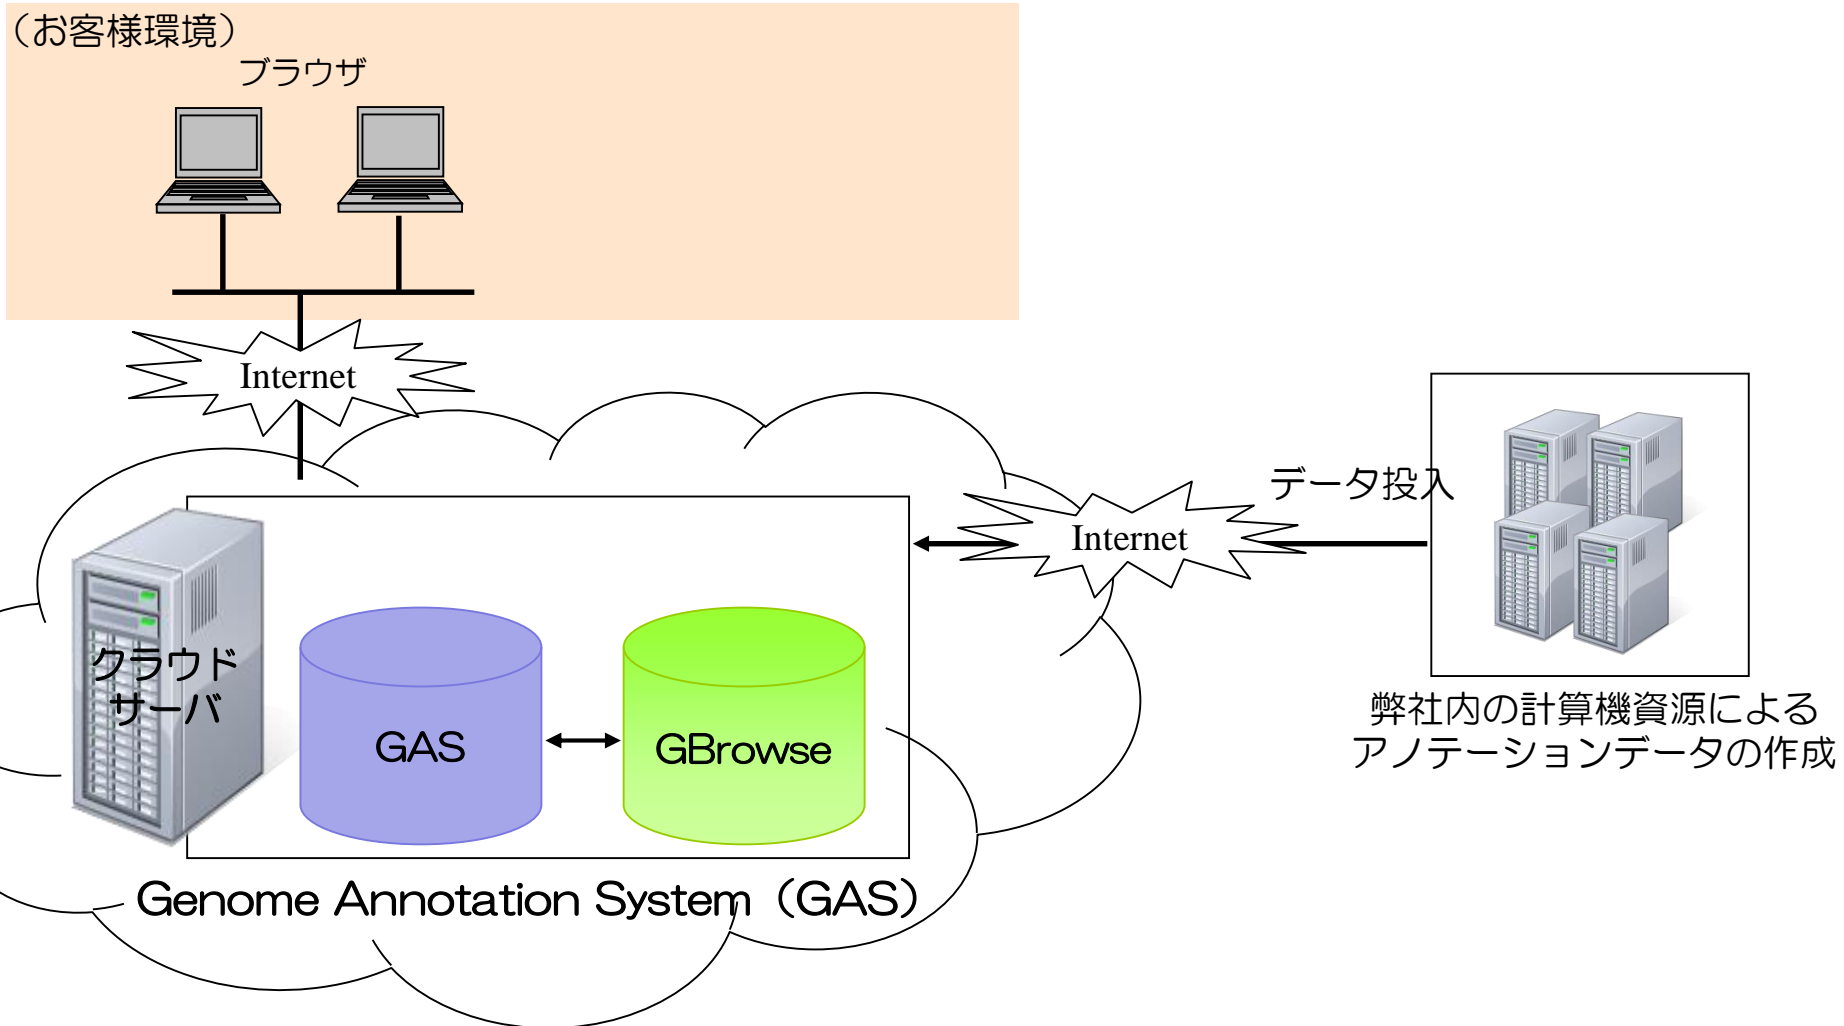 （お客様環境）
ブラウザ
Internet
データ投入
Internet
クラウド
サーバ
GAS
GBrowse
弊社内の計算機資源による
アノテーションデータの作成
Genome Annotation System（GAS）